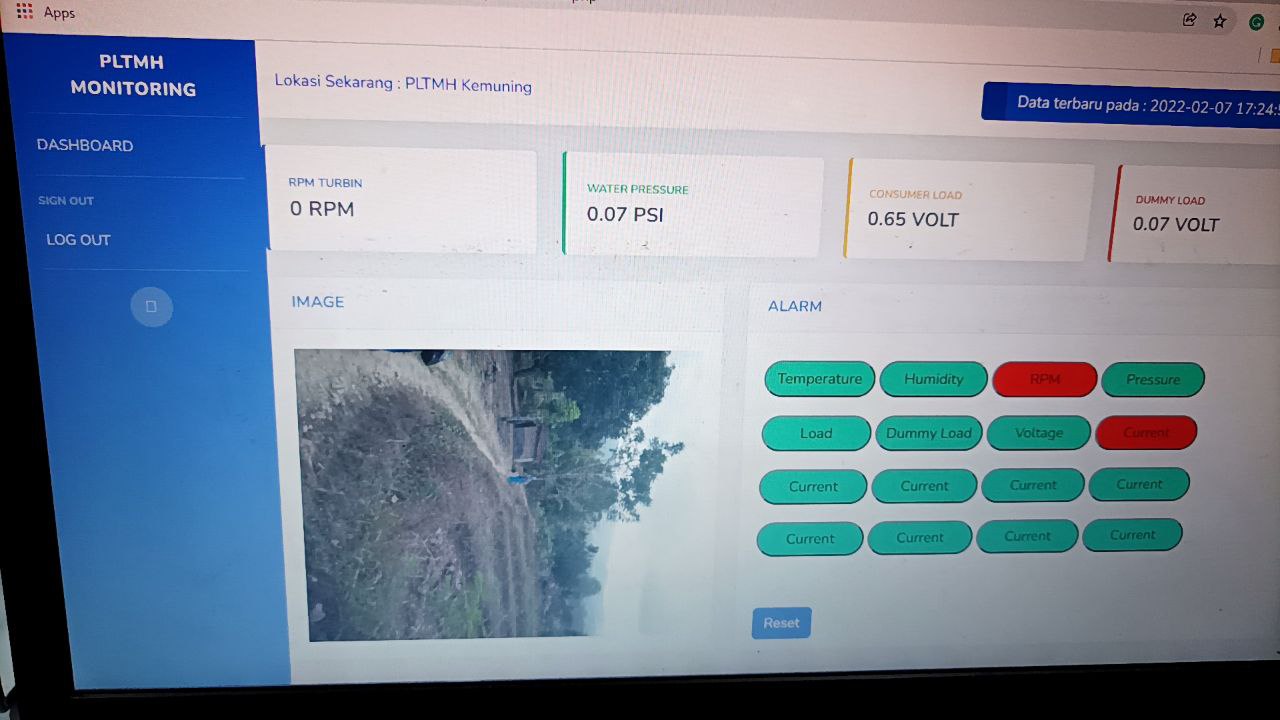 Apps
PLTMH
MONITORING
DASHBOARD
SIGN OUT
LOG OUT
Lokasi Sekarang : PLTMH Kemuning
Data terbaru pada : 2022-02-07 17:24:
RPM TURBIN
0 RPM
WATER PRESSURE
0.07 PSI
CONSUMER LOAD
0.65 VOLT
DUMMY LOAD
0.07 VOLT
IMAGE
ALARM
Temperature Humidity RPM Pressure
Load Dummy Load Voltage Current
Current Current Current Current
Current Current Current Current
Reset